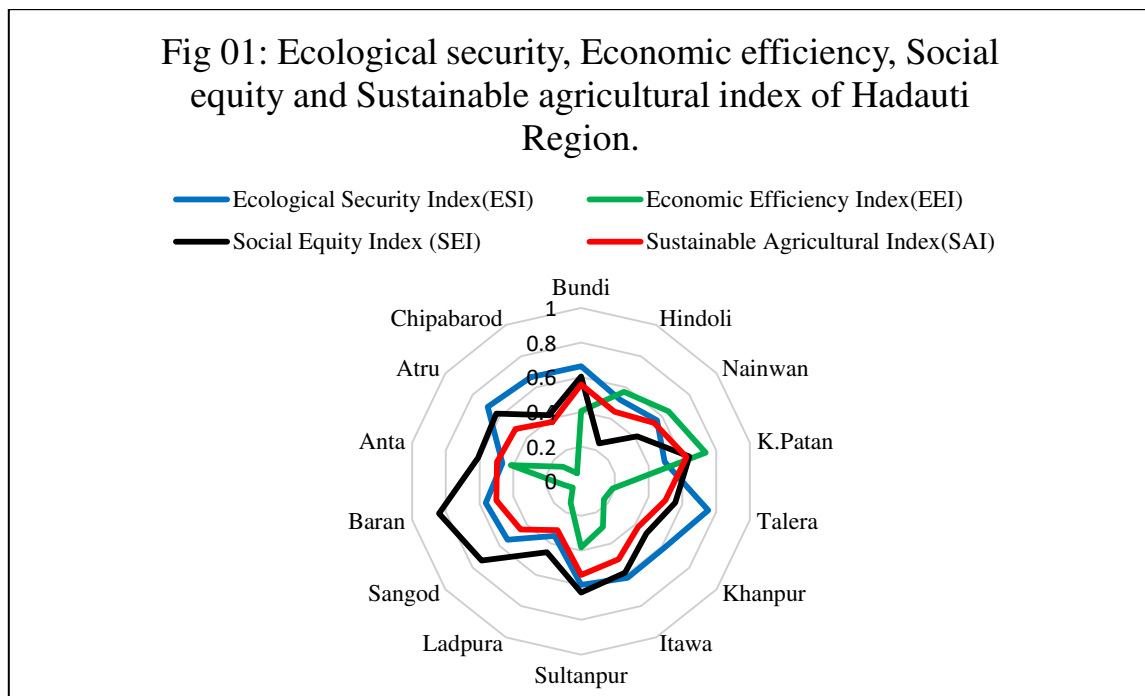 Fig 01: Ecological security, Economic efficiency, Social
equity and Sustainable agricultural index of Hadauti
Region.
Ecological Security Index(ESI)
Economic Efficiency Index(EEI)
Social Equity Index (SEI)
Sustainable Agricultural Index(SAI)
Bundi
Hindoli
Nainwan
K.Patan
Talera
Khanpur
Itawa
Sultanpur
Ladpura
Sangod
Baran
Anta
Atru
Chipabarod
1
0.8
0.6
0.4
0.2
0